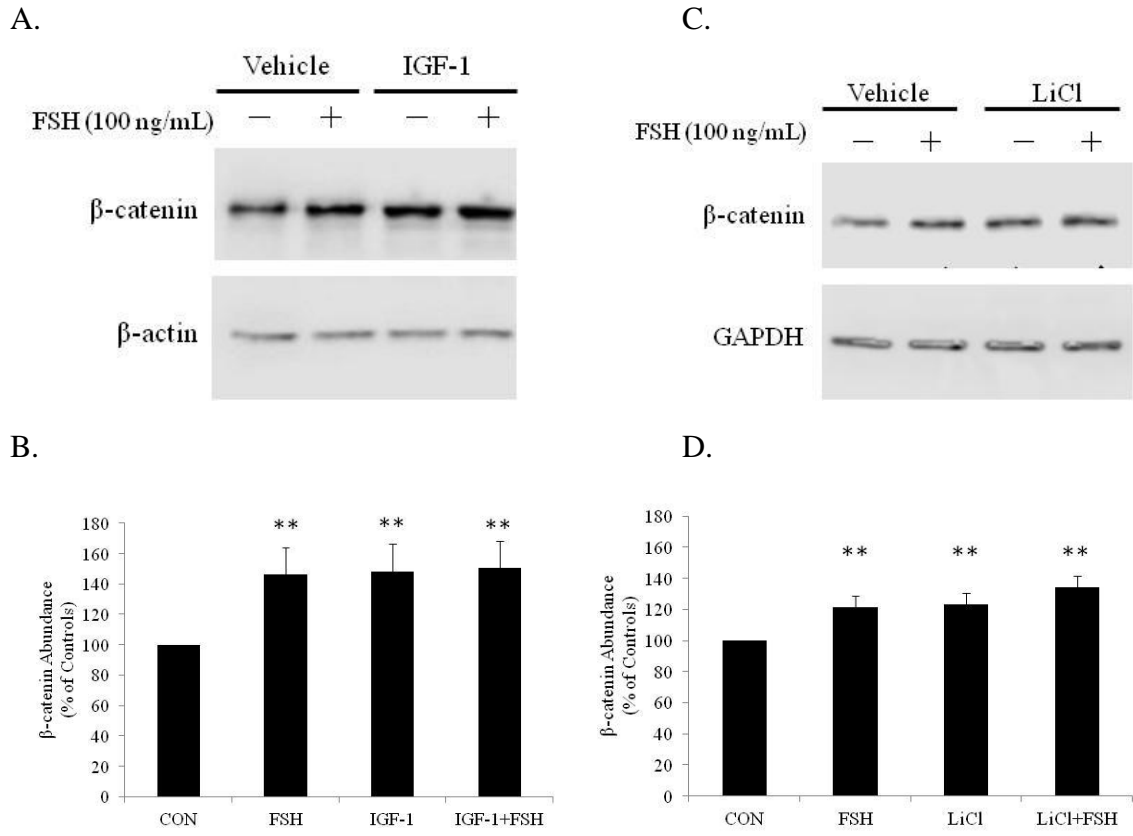 A.
Vehicle IGF-1
FSH (100 ng/mL) – + – +
β-catenin
β-actin
C.
Vehicle LiCl
FSH (100 ng/mL) – + – +
β-catenin
GAPDH
B.
β-catenin Abundance
(% of Controls)
180
160
140
120
100
80
60
40
20
0
** ** **
CON FSH IGF-1 IGF-1+FSH
D.
β-catenin Abundance
(% of Controls)
180
160
140
120
100
80
60
40
20
0
** ** **
CON FSH LiCl LiCl+FSH